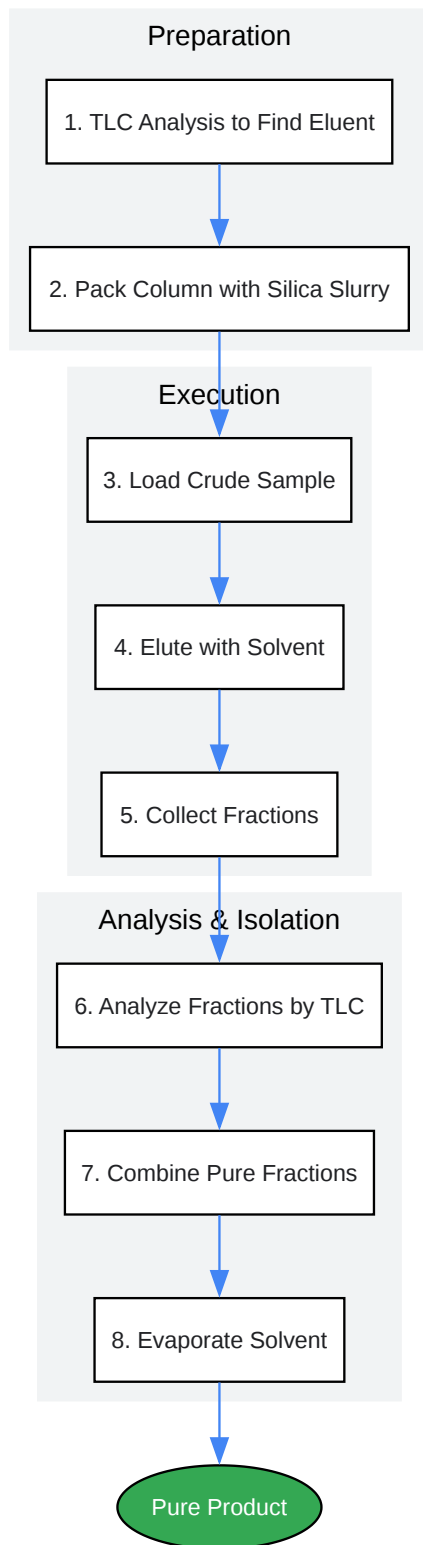 Preparation
1. TLC Analysis to Find Eluent
2. Pack Column with Silica Slurry
Execution
3. Load Crude Sample
4. Elute with Solvent
5. Collect Fractions
Analysis & Isolation
6. Analyze Fractions by TLC
7. Combine Pure Fractions
8. Evaporate Solvent
Pure Product